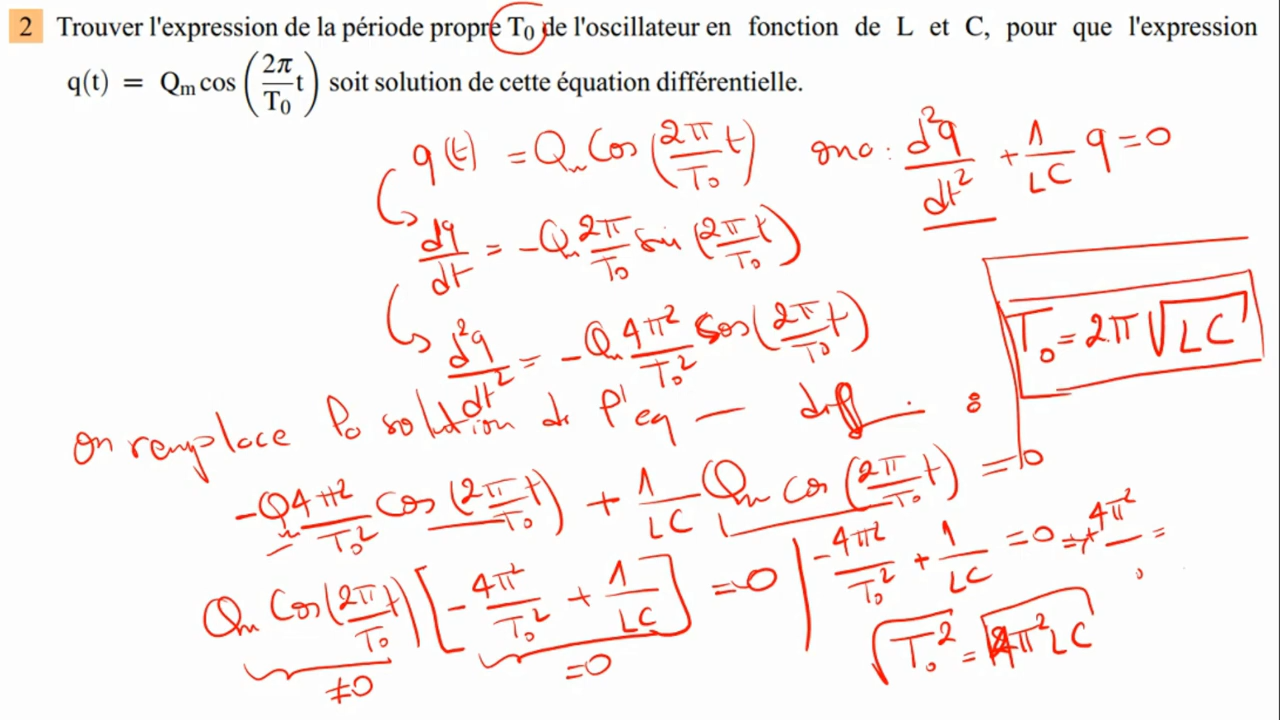 2 Trouver l'expression de la période propre T₀ de l'oscillateur en fonction de L et C, pour que l'expression
q(t) = Qₘ cos (2π/T₀ t) soit solution de cette équation différentielle.
q(t) = Qₘ Cos (2π/T₀ t) on a : d²q/dt² + 1/LC q = 0
dq/dt = -Qₘ 2π/T₀ sin (2π/T₀ t)
d²q/dt² = -Qₘ 4π²/T₀² cos (2π/T₀ t)
T₀ = 2π √LC
on remplace la solution de l'eq — diff :
-Qₘ 4π²/T₀² cos (2π/T₀ t) + 1/LC Qₘ cos (2π/T₀ t) = 0
Qₘ Cos (2π/T₀ t) [-4π²/T₀² + 1/LC] = 0
≠0 =0
-4π²/T₀² + 1/LC = 0 => +4π² =
√T₀² = √4π² LC